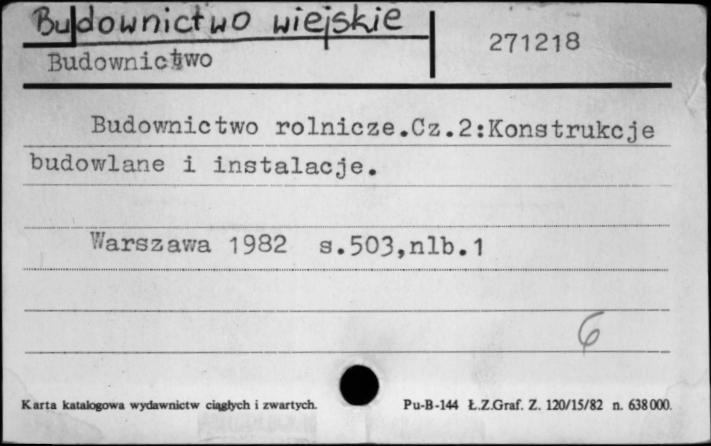 Budownictwo wiejskie
271218
Budownictwo
Budownictwo rolnicze.Cz.2:Konstrukcje
budowlane i instalacje.
Warszawa 1982 s.503,nlb.1
6
Karta katalogowa wydawnictw ciągłych i zwartych.
Pu-B-144 Ł.Z.Graf. Z. 120/15/82 n. 638000.